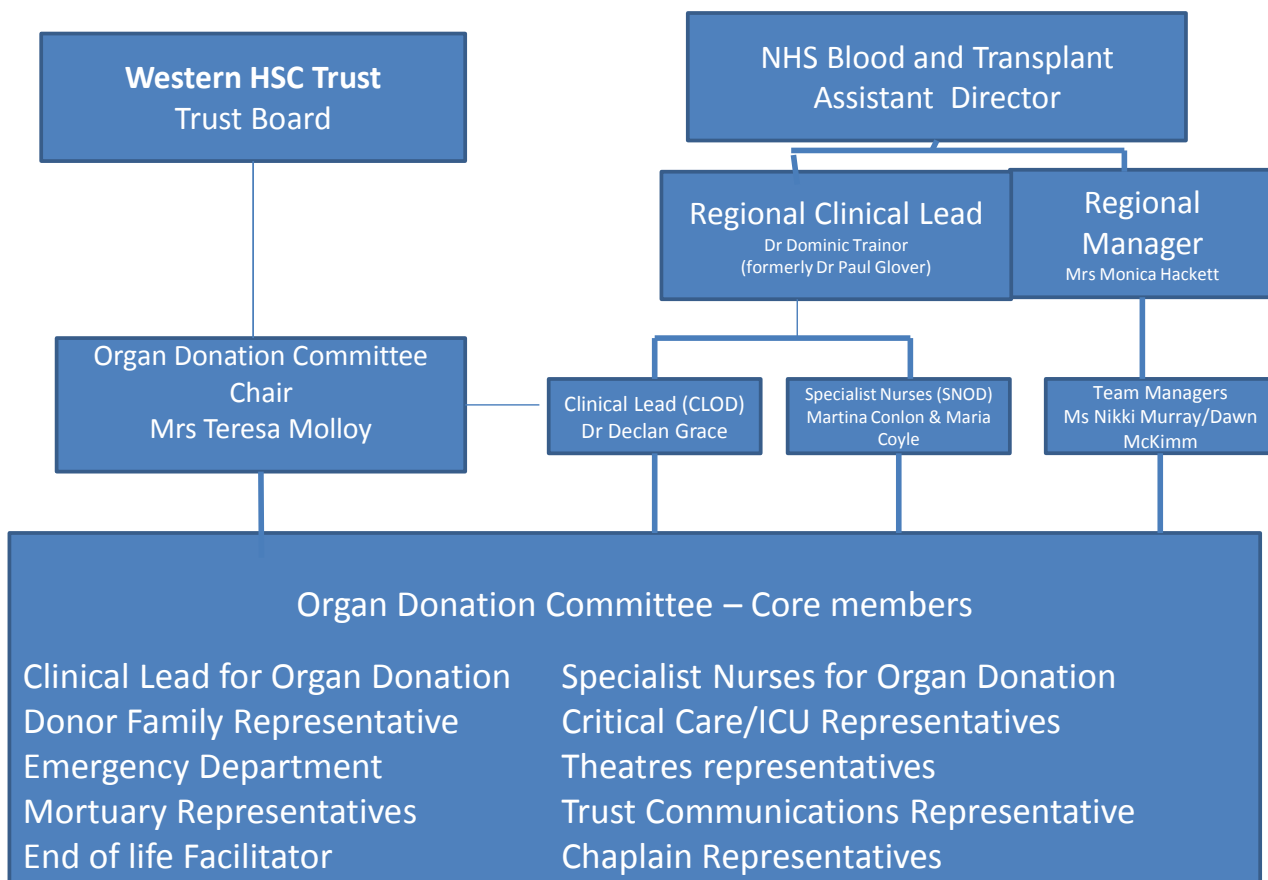 Western HSC Trust
Trust Board
NHS Blood and Transplant
Assistant Director
Regional Clinical Lead
Dr Dominic Trainor
(formerly Dr Paul Glover)
Regional
Manager
Mrs Monica Hackett
Organ Donation Committee
Chair
Mrs Teresa Molloy
Clinical Lead (CLOD)
Dr Declan Grace
Specialist Nurses (SNOD)
Martina Conlon & Maria
Coyle
Team Managers
Ms Nikki Murray/Dawn
McKimm
Organ Donation Committee – Core members
Clinical Lead for Organ Donation
Donor Family Representative
Emergency Department
Mortuary Representatives
End of life Facilitator
Specialist Nurses for Organ Donation
Critical Care/ICU Representatives
Theatres representatives
Trust Communications Representative
Chaplain Representatives